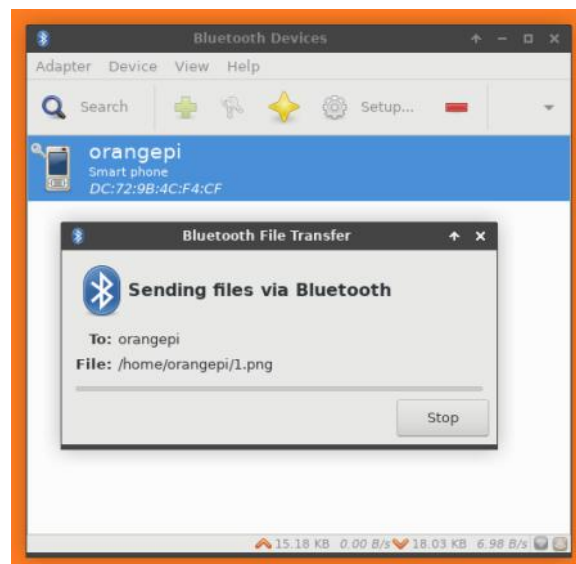 Bluetooth Devices
Adapter Device View Help
Search Setup...
orangepi
Smart phone
DC:72:9B:4C:F4:CF
Bluetooth File Transfer
Sending files via Bluetooth
To: orangepi
File: /home/orangepi/1.png
Stop
15.18 KB 0.00 B/s 18.03 KB 6.98 B/s